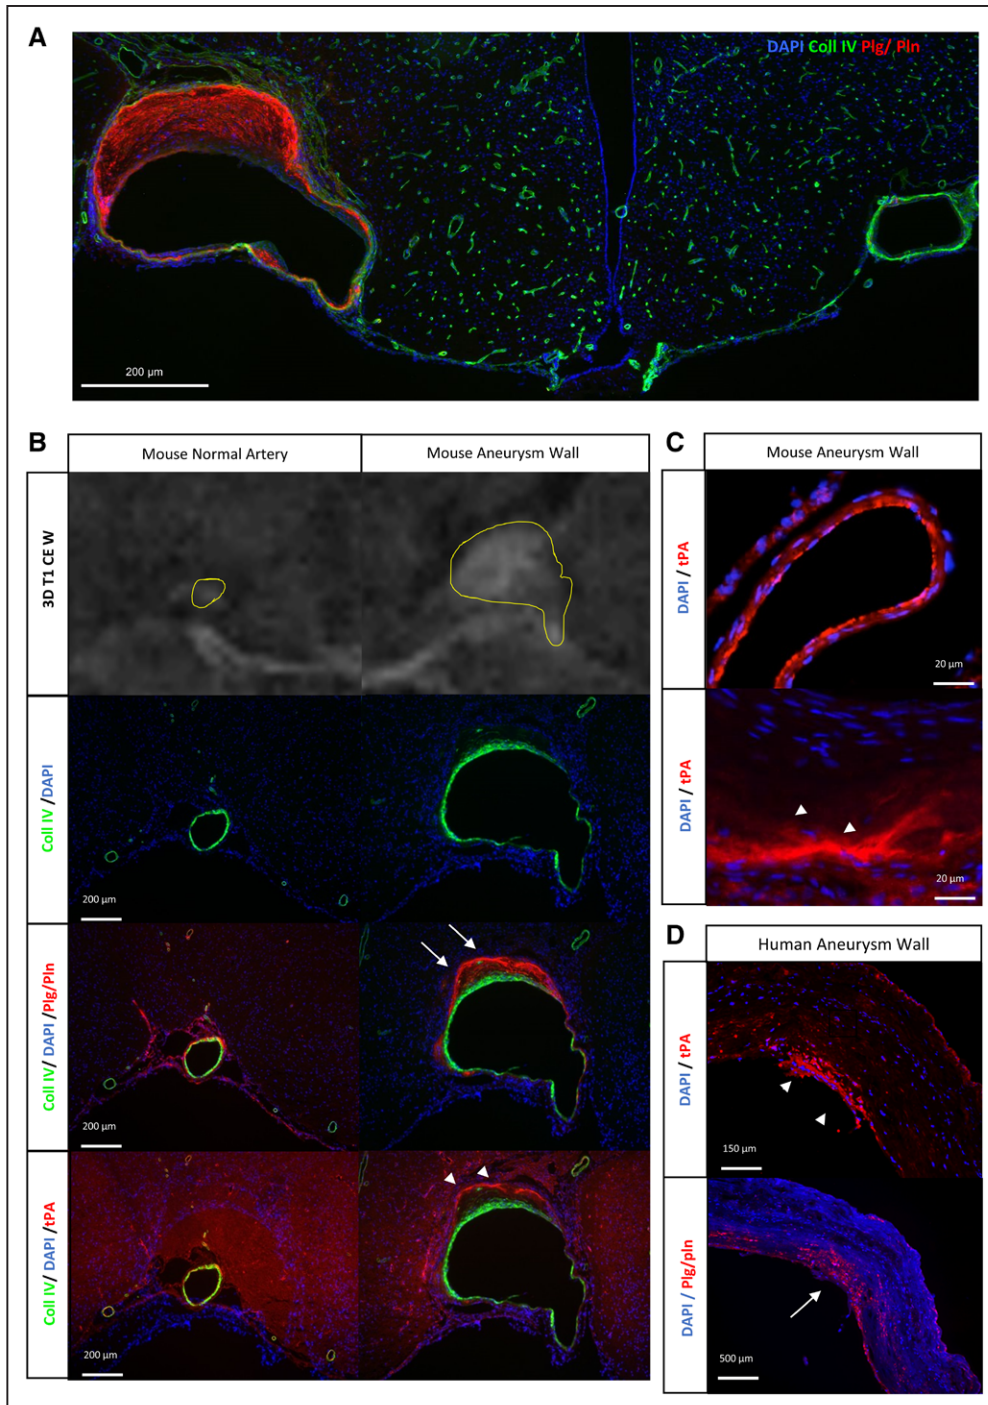 A
DAPI Coll IV Plg/ Pln
200 µm
B
Mouse Normal Artery
Mouse Aneurysm Wall
3D T1 CE W
Coll IV /DAPI
200 µm
Coll IV/ DAPI /Plg/Pln
200 µm
Coll IV/ DAPI /tPA
200 µm
C
Mouse Aneurysm Wall
DAPI / tPA
20 µm
DAPI / tPA
20 µm
D
Human Aneurysm Wall
DAPI / tPA
150 µm
DAPI / Plg/pln
500 µm